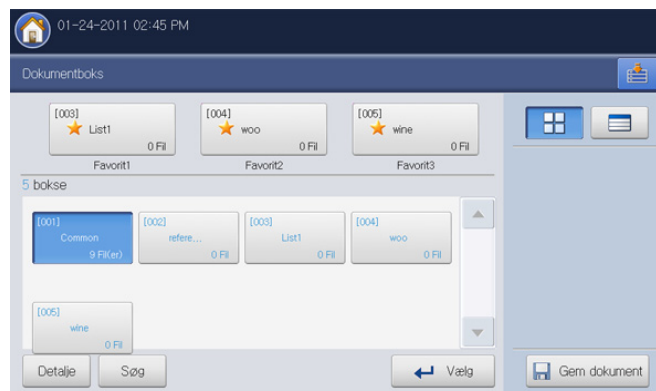 01-24-2011 02:45 PM
Dokumentboks
[003]
List1
0 Fil
Favorit1
[004]
woo
0 Fil
Favorit2
[005]
wine
0 Fil
Favorit3
5 bokse
[001]
Common
9 Fil(er)
[002]
refere...
0 Fil
[003]
List1
0 Fil
[004]
woo
0 Fil
[005]
wine
0 Fil
Detalje
Søg
Vælg
Gem dokument